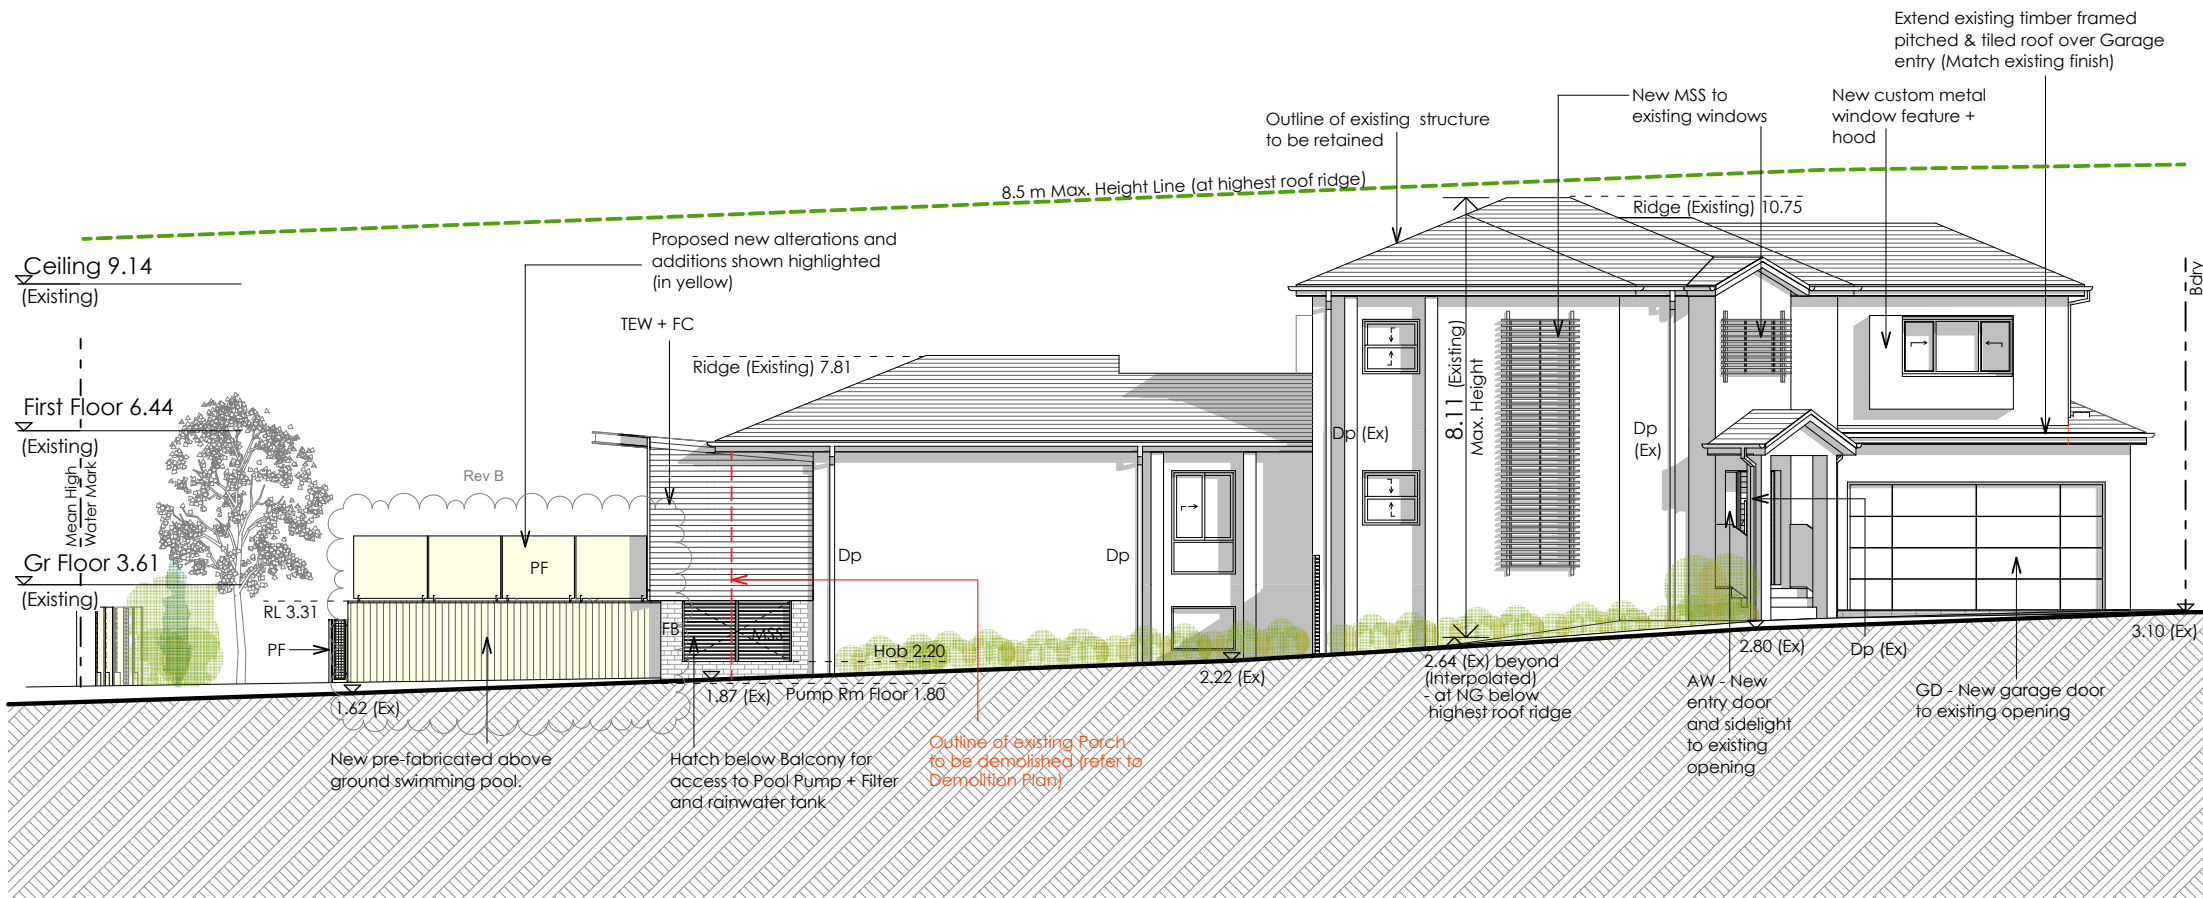 Extend existing timber framed
pitched & tiled roof over Garage
entry (Match existing finish)
New MSS to
existing windows
New custom metal
window feature +
hood
Outline of existing structure
to be retained
8.5 m Max. Height Line (at highest roof ridge)
Ridge (Existing) 10.75
Proposed new alterations and
additions shown highlighted
(in yellow)
Ceiling 9.14
(Existing)
Bdry
TEW + FC
Ridge (Existing) 7.81
8.11 (Existing)
Max. Height
First Floor 6.44
(Existing)
Dp (Ex)
Dp
(Ex)
Rev B
Mean High
Water Mark
Gr Floor 3.61
(Existing)
PF
Dp
Dp
RL 3.31
PF
FB
MSS
Hob 2.20
1.62 (Ex)
1.87 (Ex)
Pump Rm Floor 1.80
2.22 (Ex)
2.64 (Ex) beyond
(Interpolated)
- at NG below
highest roof ridge
2.80 (Ex)
Dp (Ex)
3.10 (Ex)
AW - New
entry door
and sidelight
to existing
opening
GD - New garage door
to existing opening
New pre-fabricated above
ground swimming pool.
Hatch below Balcony for
access to Pool Pump + Filter
and rainwater tank
Outline of existing Porch
to be demolished (refer to
Demolition Plan)